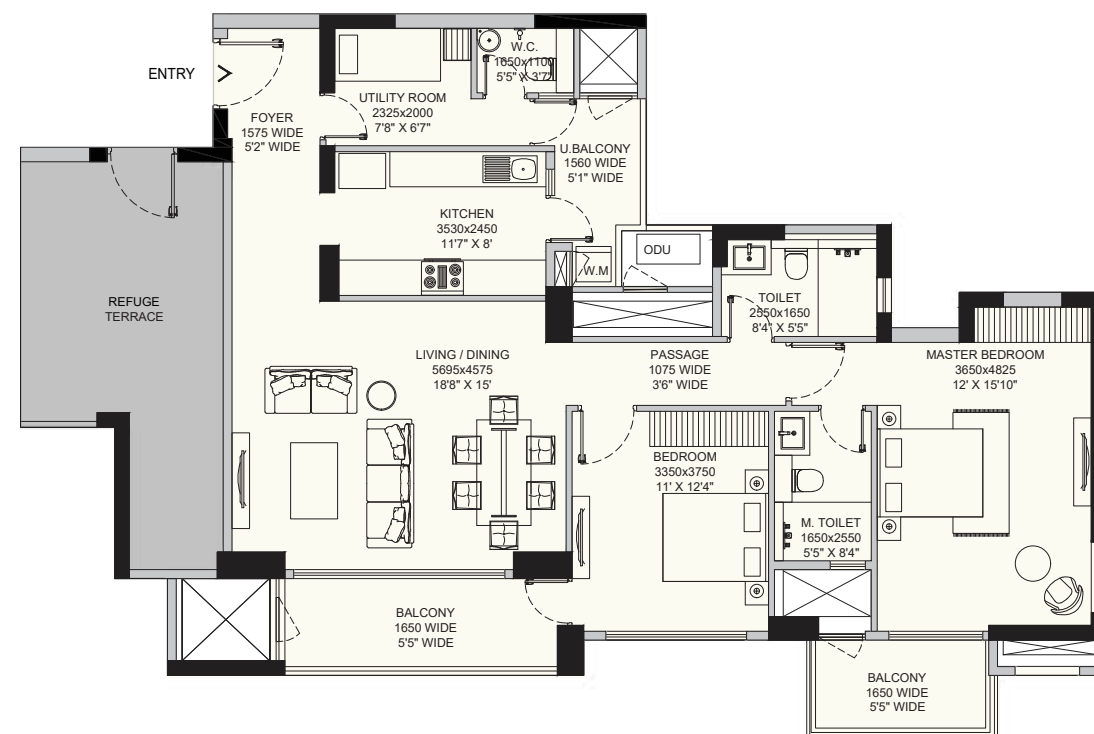 ENTRY
FOYER
1575 WIDE
5'2" WIDE
UTILITY ROOM
2325x2000
7'8" X 6'7"
W.C.
1650x1100
5'5" X 3'7"
U.BALCONY
1560 WIDE
5'1" WIDE
KITCHEN
3530x2450
11'7" X 8'
W.M
ODU
TOILET
2550x1650
8'4" X 5'5"
REFUGE
TERRACE
LIVING / DINING
5695x4575
18'8" X 15'
PASSAGE
1075 WIDE
3'6" WIDE
MASTER BEDROOM
3650x4825
12' X 15'10"
BEDROOM
3350x3750
11' X 12'4"
M. TOILET
1650x2550
5'5" X 8'4"
BALCONY
1650 WIDE
5'5" WIDE
BALCONY
1650 WIDE
5'5" WIDE